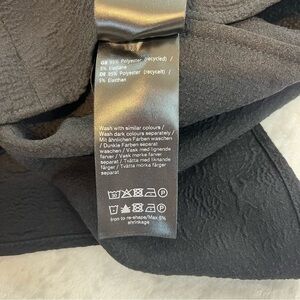 GB 95% Polyester (recycled) /
5% Elastane
DE 95% Polyester (recycelt) /
5% Elasthan
Wash with similar colours /
Wash dark colours separately /
Mit ähnlichen Farben waschen
/ Dunkle Farben separat
waschen / Vask med lignende
farver / Vask mørke farver
separat / Tvätta med liknande
färger / Tvätta mörka färger
separat
Iron to re-shape/Max 5%
shrinkage